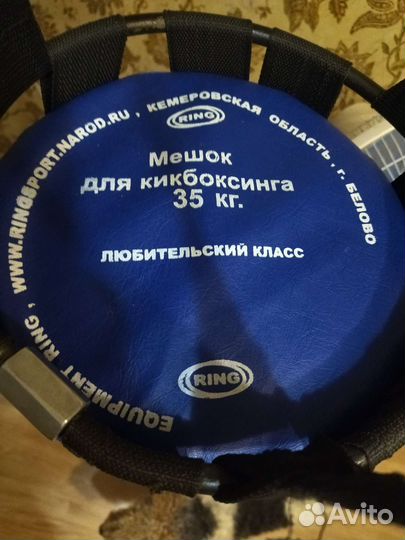 EQUIPMENT RING, WWW.RINGSPORT.NAROD.RU, КЕМЕРОВСКАЯ ОБЛАСТЬ, г. БЕЛОВО
RING
Мешок
для кикбоксинга
35 кг.
ЛЮБИТЕЛЬСКИЙ КЛАСС
RING
Avito